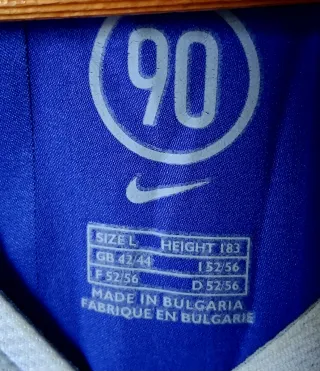 90
SIZE L, HEIGHT 183
GB 42/44 I 52/56
F 52/56 D 52/56
MADE IN BULGARIA
FABRIQUE EN BULGARIE